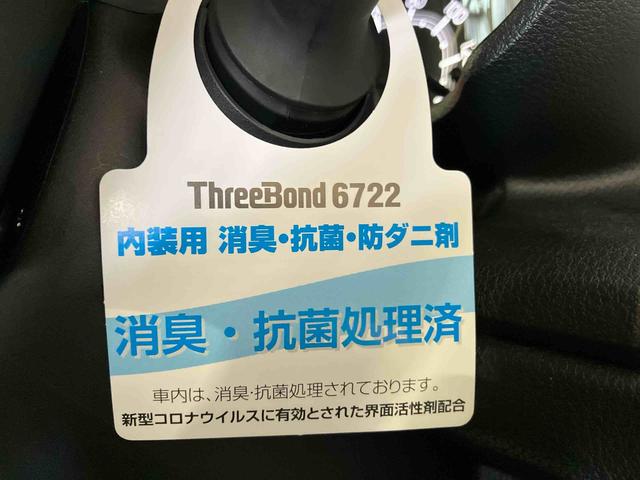 ThreeBond 6722
内装用 消臭・抗菌・防ダニ剤
消臭・抗菌処理済
車内は、消臭・抗菌処理されております。
新型コロナウイルスに有効とされた界面活性剤配合